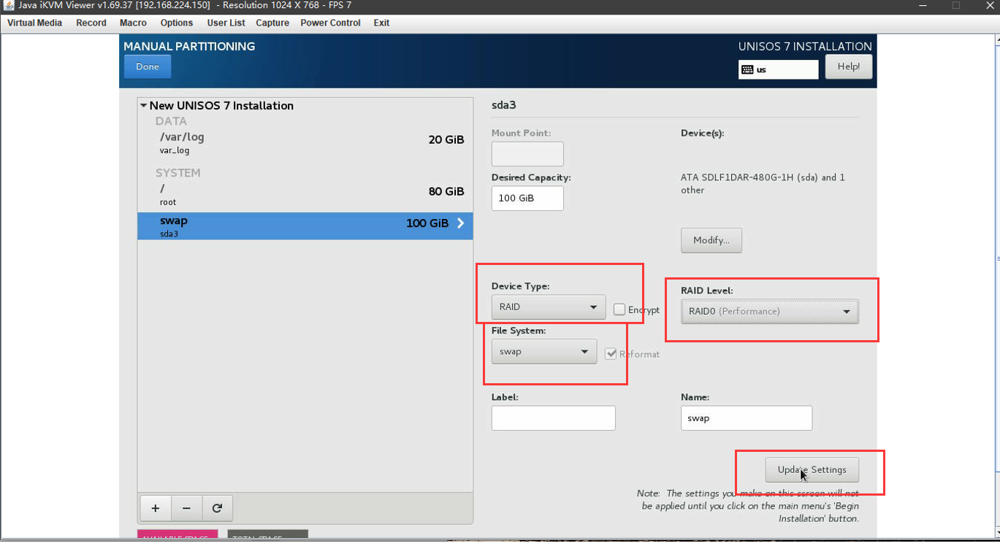 Java iKVM Viewer v1.69.37 [192.168.224.150] - Resolution 1024 X 768 - FPS 7
Virtual Media Record Macro Options User List Capture Power Control Exit
MANUAL PARTITIONING
UNISOS 7 INSTALLATION
Done
us
Help!
New UNISOS 7 Installation
DATA
/var/log
20 GiB
var_log
SYSTEM
/
80 GiB
root
swap
100 GiB
sda3
sda3
Mount Point:
Device(s):
Desired Capacity:
100 GiB
ATA SDLF1DAR-480G-1H (sda) and 1
other
Modify...
Device Type:
RAID
Encrypt
RAID Level:
RAID0 (Performance)
File System:
swap
Reformat
Label:
Name:
swap
Update Settings
Note: The settings you make on this screen will not
be applied until you click on the main menu's 'Begin
Installation' button.
AVAILABLE SPACE
TOTAL SPACE